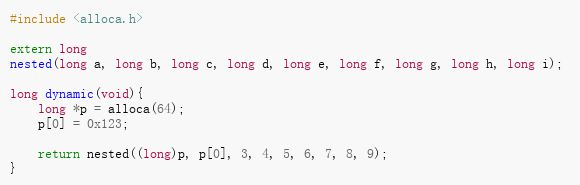 #include <alloca.h>

extern long
nested(long a, long b, long c, long d, long e, long f, long g, long h, long i);

long dynamic(void){
    long *p = alloca(64);
    p[0] = 0x123;

    return nested((long)p, p[0], 3, 4, 5, 6, 7, 8, 9);
}